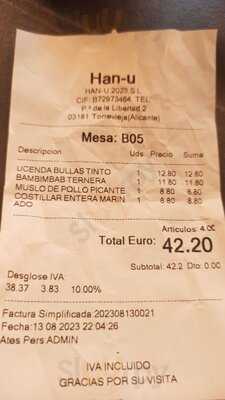 Han-u
HAN-U 2023 S.L
CIF: B72973464 TEL:
P.º de la Libertad 2
03181 Torrevieja(Alicante)
Mesa: B05
Descripcion Uds Precio Suma
UCENDA BULLAS TINTO 1 12.80 12.80
BAMBIMBAB TERNERA 1 11.80 11.80
MUSLO DE POLLO PICANTE 1 8.80 8.80
COSTILLAR ENTERA MARIN 1 8.80 8.80
ADO
Articulos: 4.00
Total Euro: 42.20
Subtotal: 42.2 Dto: 0.00
Desglose IVA:
38.37 3.83 10.00%
Factura Simplificada:202308130021
Fecha:13 08 2023 22:04:26
Atps Pers ADMIN
IVA INCLUIDO
GRACIAS POR SU VISITA